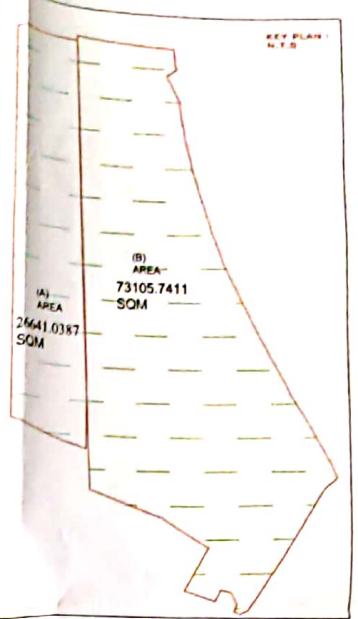 KEY PLAN :
N.T.S
(B)
AREA
73105.7411
SQM
(A)
AREA
26641.0387
SQM